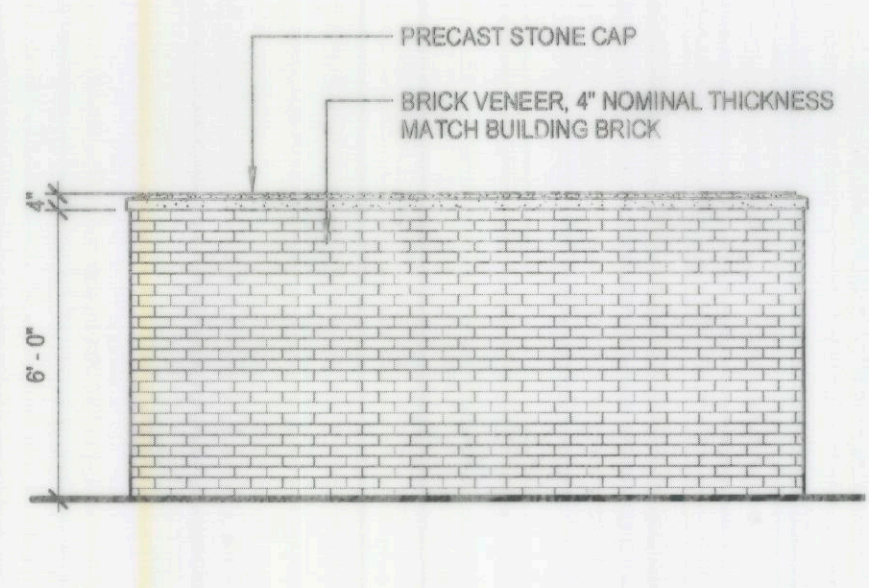 PRECAST STONE CAP
BRICK VENEER, 4" NOMINAL THICKNESS
MATCH BUILDING BRICK
4"
6' - 0"